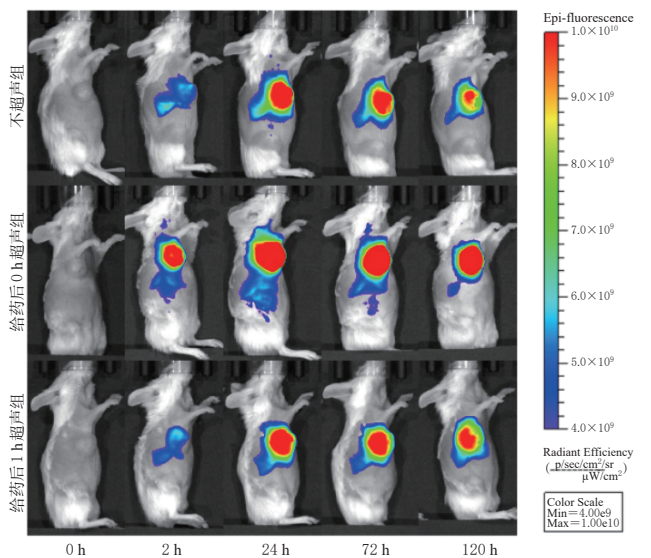 Epi-fluorescence
1.0×10¹⁰
9.0×10⁹
8.0×10⁹
7.0×10⁹
6.0×10⁹
5.0×10⁹
4.0×10⁹
Radiant Efficiency
(p/sec/cm²/sr
μW/cm²)
Color Scale
Min=4.00e9
Max=1.00e10
不超声组
给药后0 h超声组
给药后1 h超声组
0 h 2 h 24 h 72 h 120 h